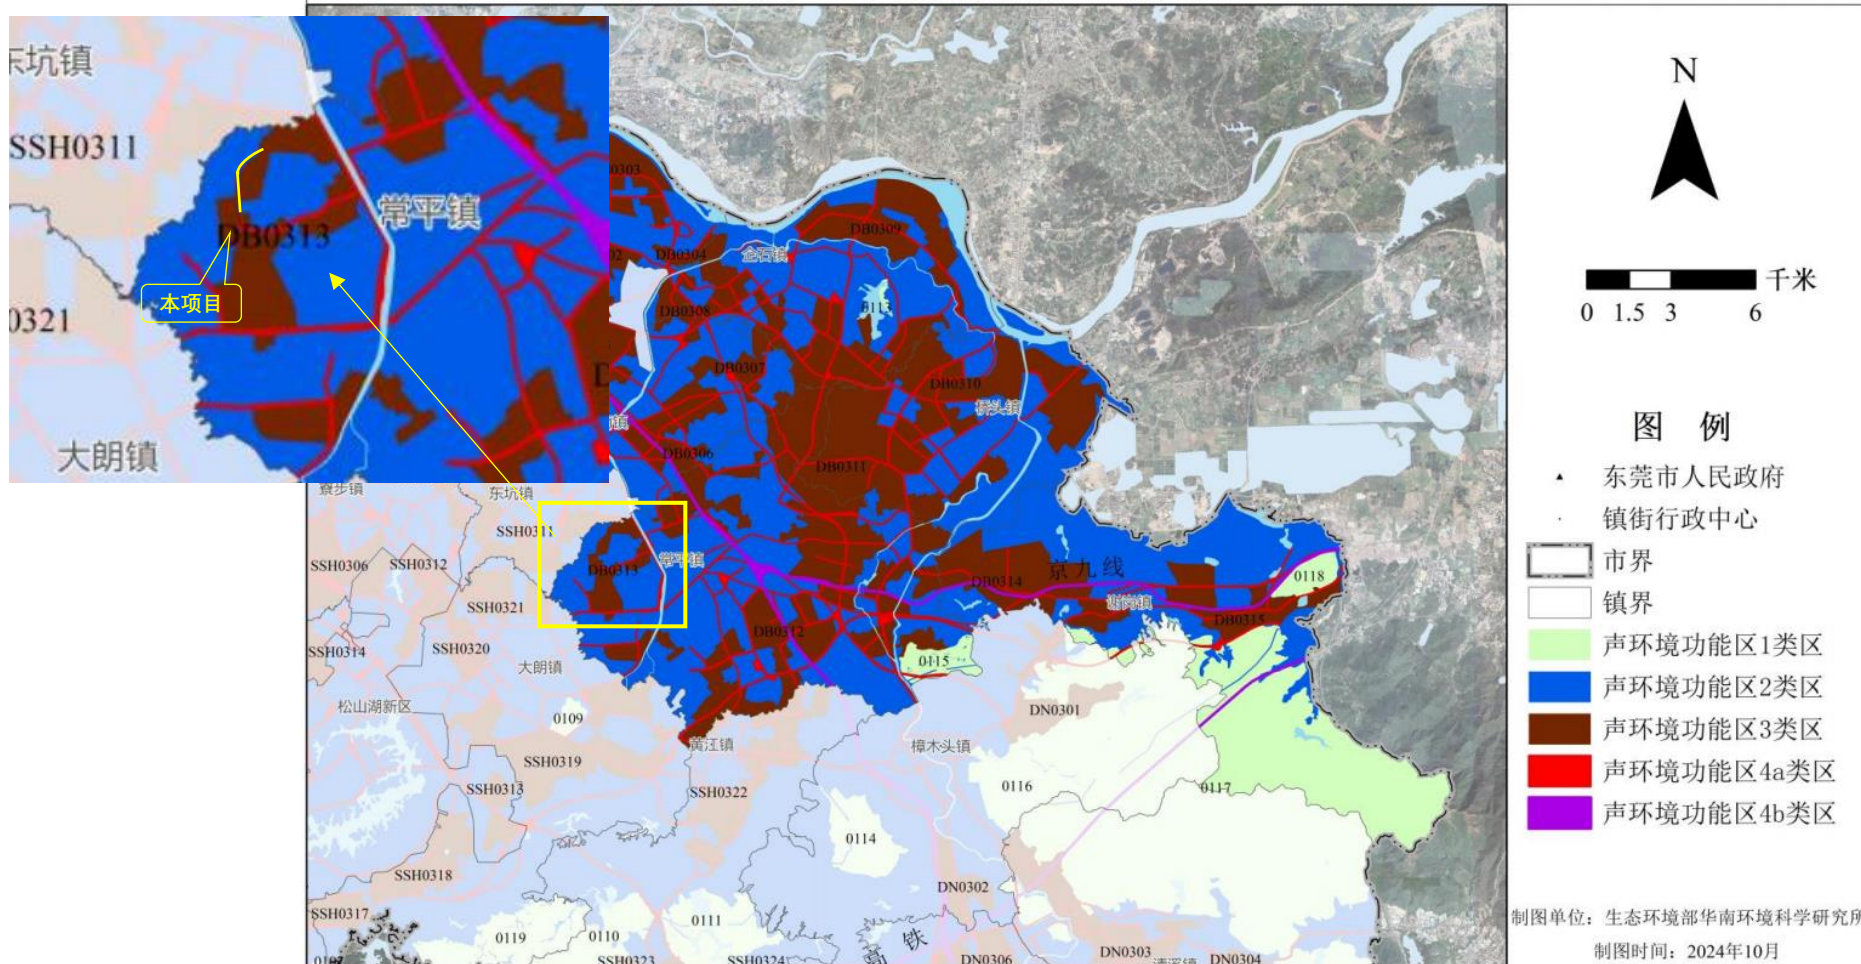 东坑镇
SSH0311
常平镇
DB0313
本项目
0321
大朗镇
0303
DB0309
02
DB0304
企石镇
DB0308
0113
DB0307
DB0310
桥头镇
镇
DB0306
DB0311
寮步镇
东坑镇
SSH0311
SSH0306
SSH0312
DB0313
常平镇
DB0314
京九线
0118
SSH0321
谢岗镇
DB0315
SSH0314
SSH0320
DB0312
大朗镇
0115
松山湖新区
0109
DN0301
黄江镇
樟木头镇
SSH0319
SSH0313
SSH0322
0116
0117
0114
SSH0318
DN0302
SSH0317
0111
0119
0110
铁
DN0303
SSH0323
SSH0324
DN0306
清溪镇
DN0304
N
千米
0 1.5 3 6
图 例
东莞市人民政府
镇街行政中心
市界
镇界
声环境功能区1类区
声环境功能区2类区
声环境功能区3类区
声环境功能区4a类区
声环境功能区4b类区
制图单位：生态环境部华南环境科学研究所
制图时间：2024年10月